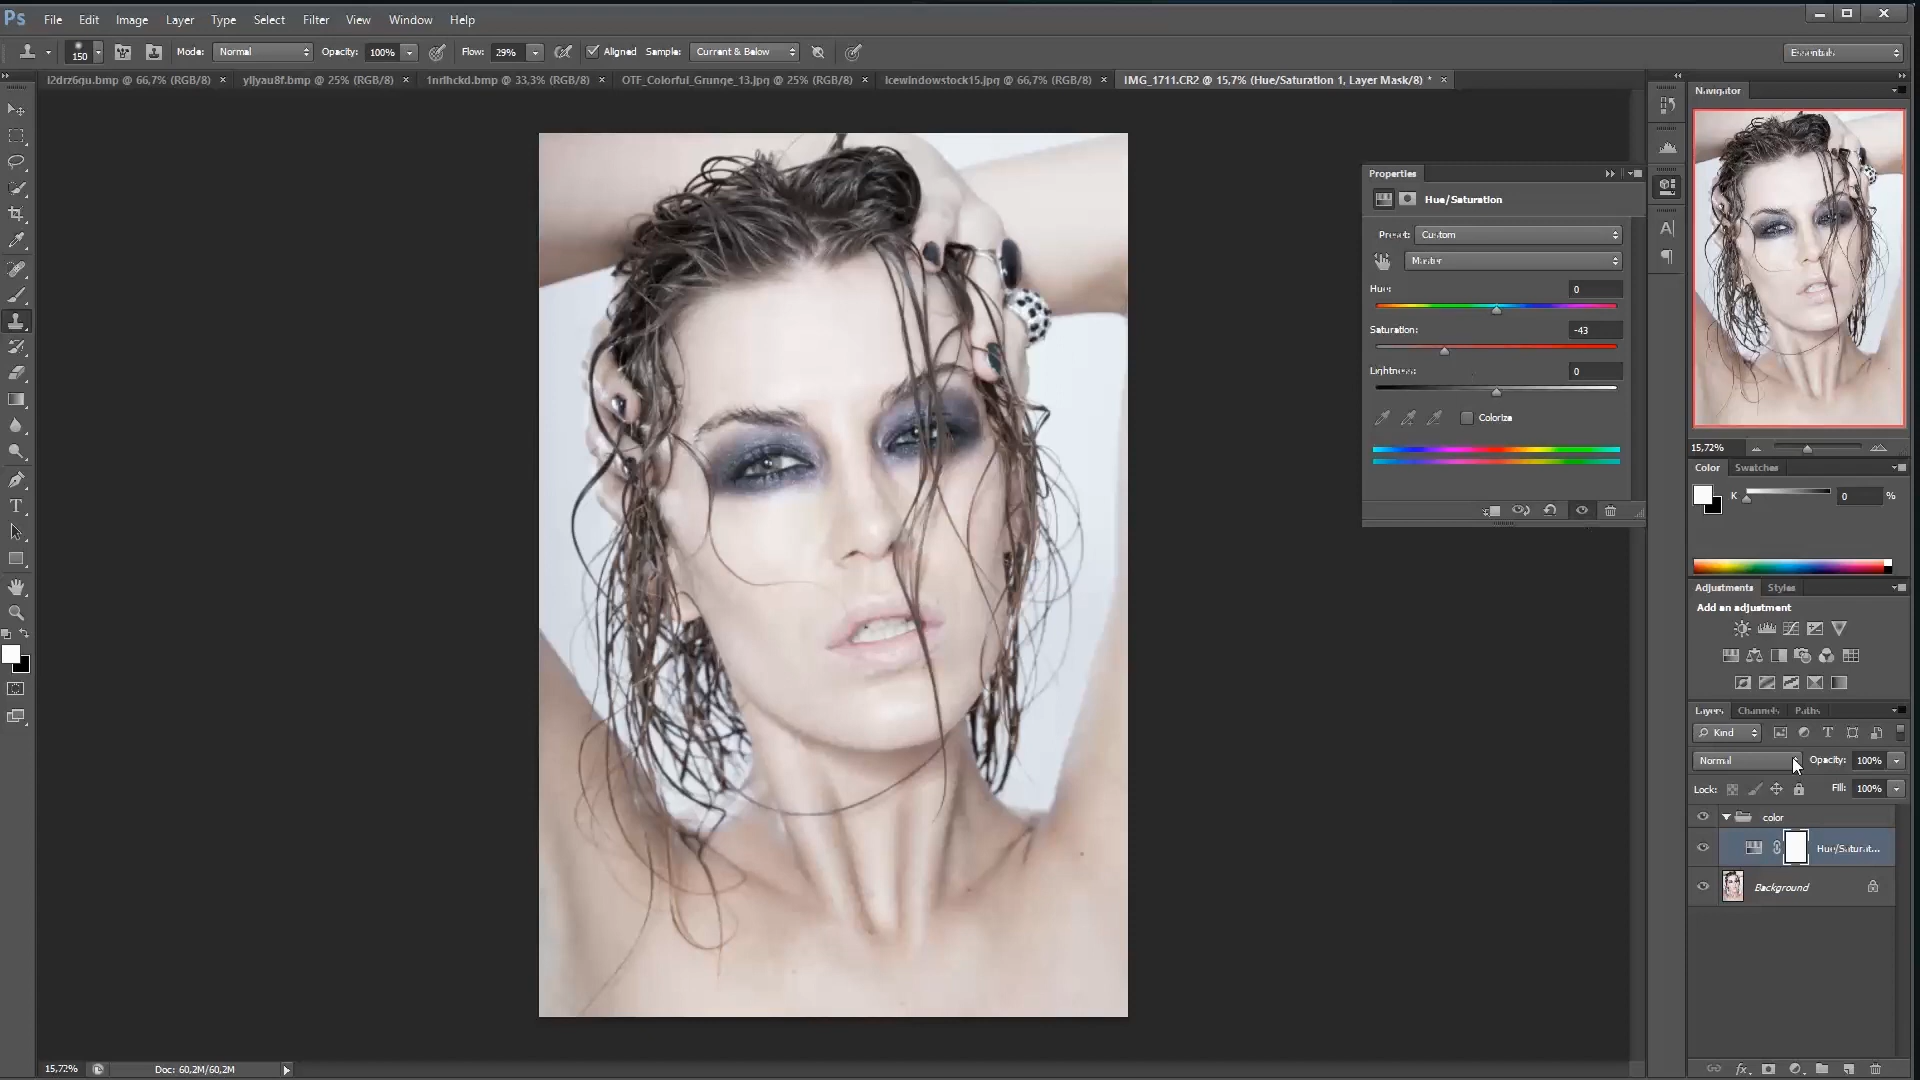 Ps File Edit Image Layer Type Select Filter View Window Help
150 Mode: Normal Opacity: 100% Flow: 29% Aligned Sample: Current & Below Essentials
i2drz6qu.bmp @ 66,7% (RGB/8) × yljyau8f.bmp @ 25% (RGB/8) × 1nrlhckd.bmp @ 33,3% (RGB/8) × OTF_Colorful_Grunge_13.jpg @ 25% (RGB/8) × icewindowstock15.jpg @ 66,7% (RGB/8) × IMG_1711.CR2 @ 15,7% (Hue/Saturation 1, Layer Mask/8) * ×
Navigator
Properties
Hue/Saturation
Preset: Custom
Master
Hue: 0
Saturation: -43
Lightness: 0
Colorize
15,72%
Color Swatches
K 0 %
Adjustments Styles
Add an adjustment
Layers Channels Paths
Kind
Normal Opacity: 100%
Lock: Fill: 100%
color
Hue/Saturat...
Background
15,72% Doc: 60,2M/60,2M